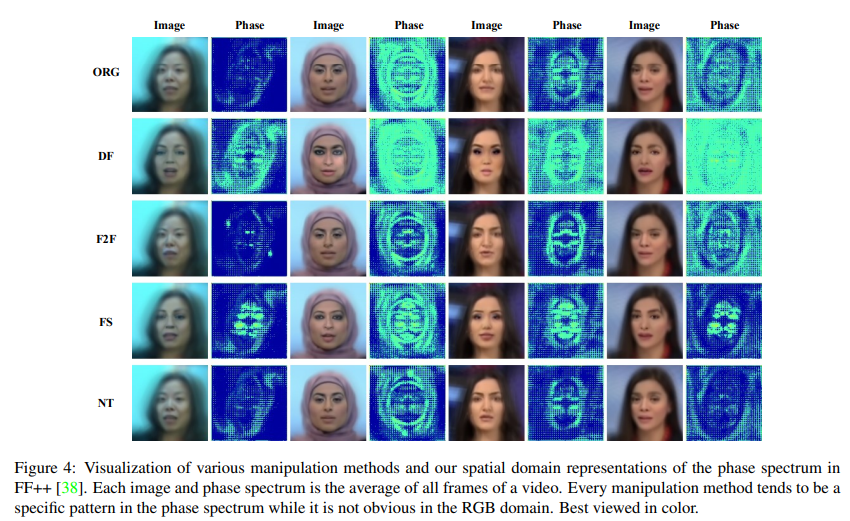 Image Phase Image Phase Image Phase Image Phase
ORG
DF
F2F
FS
NT
Figure 4: Visualization of various manipulation methods and our spatial domain representations of the phase spectrum in
FF++ [38]. Each image and phase spectrum is the average of all frames of a video. Every manipulation method tends to be a
specific pattern in the phase spectrum while it is not obvious in the RGB domain. Best viewed in color.